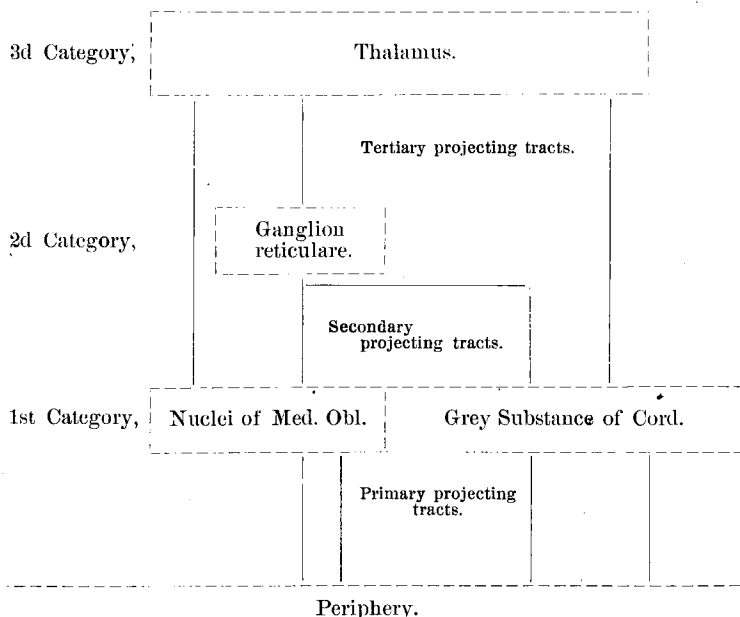 3d Category, Thalamus.
Tertiary projecting tracts.
2d Category, Ganglion
reticulare.
Secondary
projecting tracts.
1st Category, Nuclei of Med. Obl. Grey Substance of Cord.
Primary projecting
tracts.
Periphery.